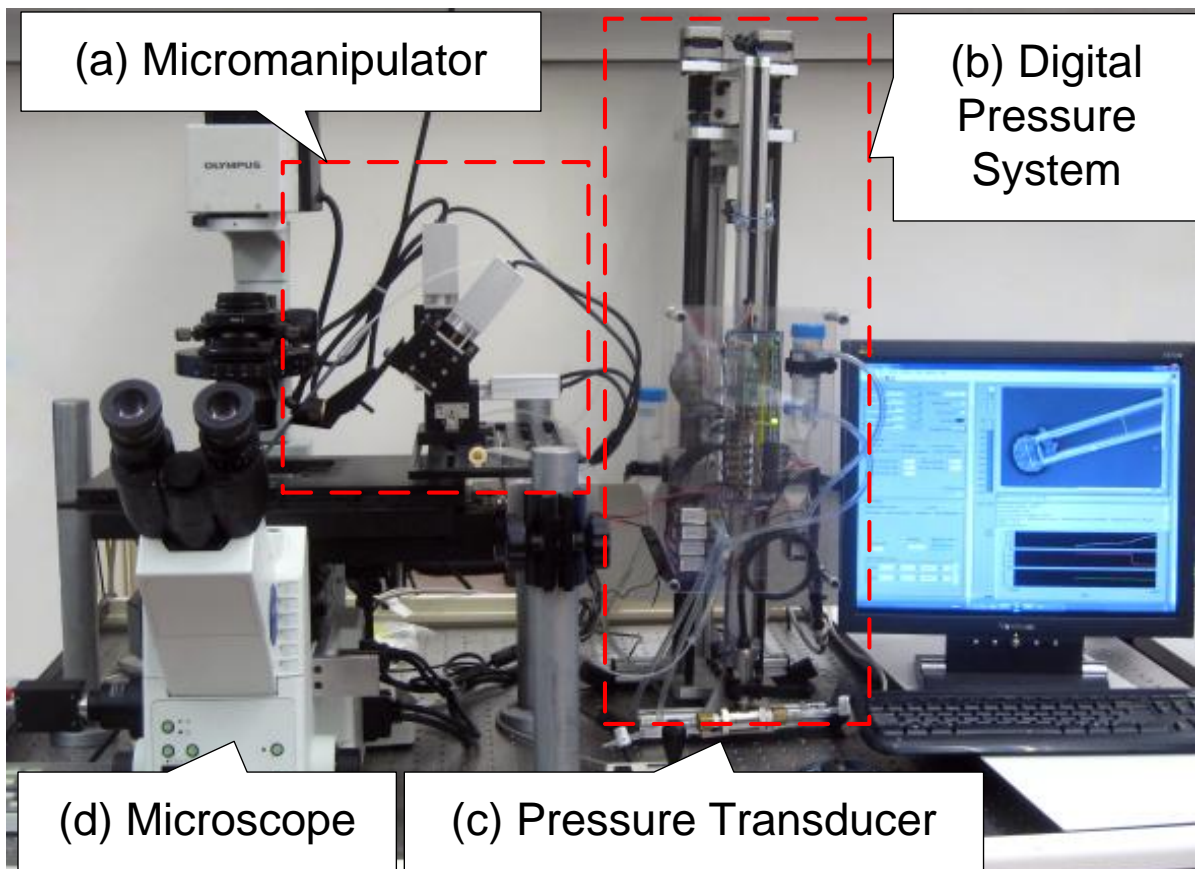 (a) Micromanipulator
(b) Digital
Pressure
System
OLYMPUS
(d) Microscope
(c) Pressure Transducer